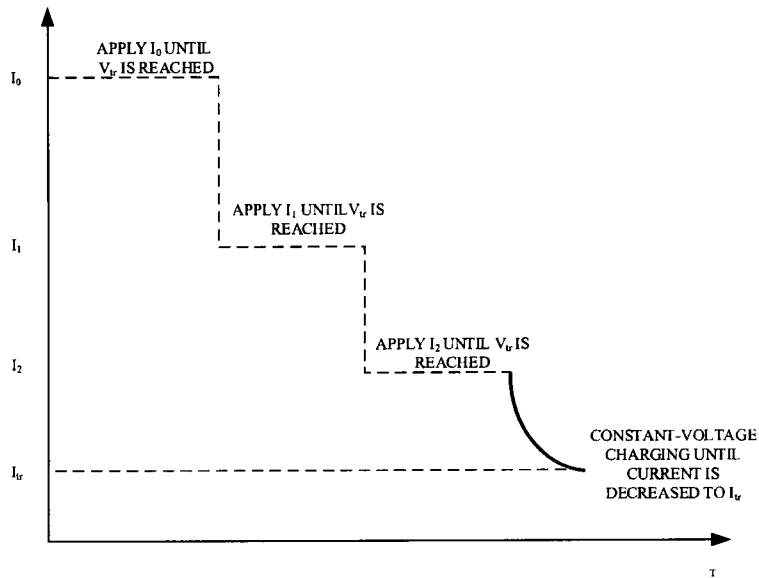 APPLY I₀ UNTIL
Vₜᵣ IS REACHED
I₀
APPLY I₁ UNTIL Vₜᵣ IS
REACHED
I₁
APPLY I₂ UNTIL Vₜᵣ IS
REACHED
I₂
CONSTANT-VOLTAGE
CHARGING UNTIL
CURRENT IS
DECREASED TO Iₜᵣ
Iₜᵣ
T